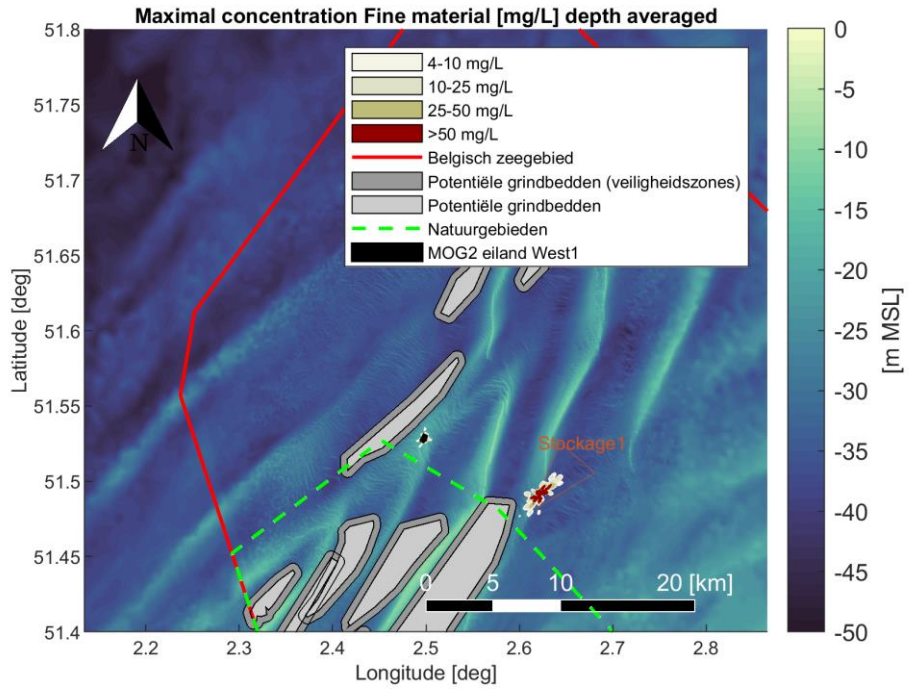 Maximal concentration Fine material [mg/L] depth averaged
51.8
51.75
51.7
51.65
51.6
51.55
51.5
51.45
51.4
Latitude [deg]
N
4-10 mg/L
10-25 mg/L
25-50 mg/L
>50 mg/L
Belgisch zeegebied
Potentiële grindbedden (veiligheidszones)
Potentiële grindbedden
Natuurgebieden
MOG2 eiland West1
Stockage1
0 5 10 20 [km]
2.2 2.3 2.4 2.5 2.6 2.7 2.8
Longitude [deg]
0
-5
-10
-15
-20
-25
-30
-35
-40
-45
-50
[m MSL]